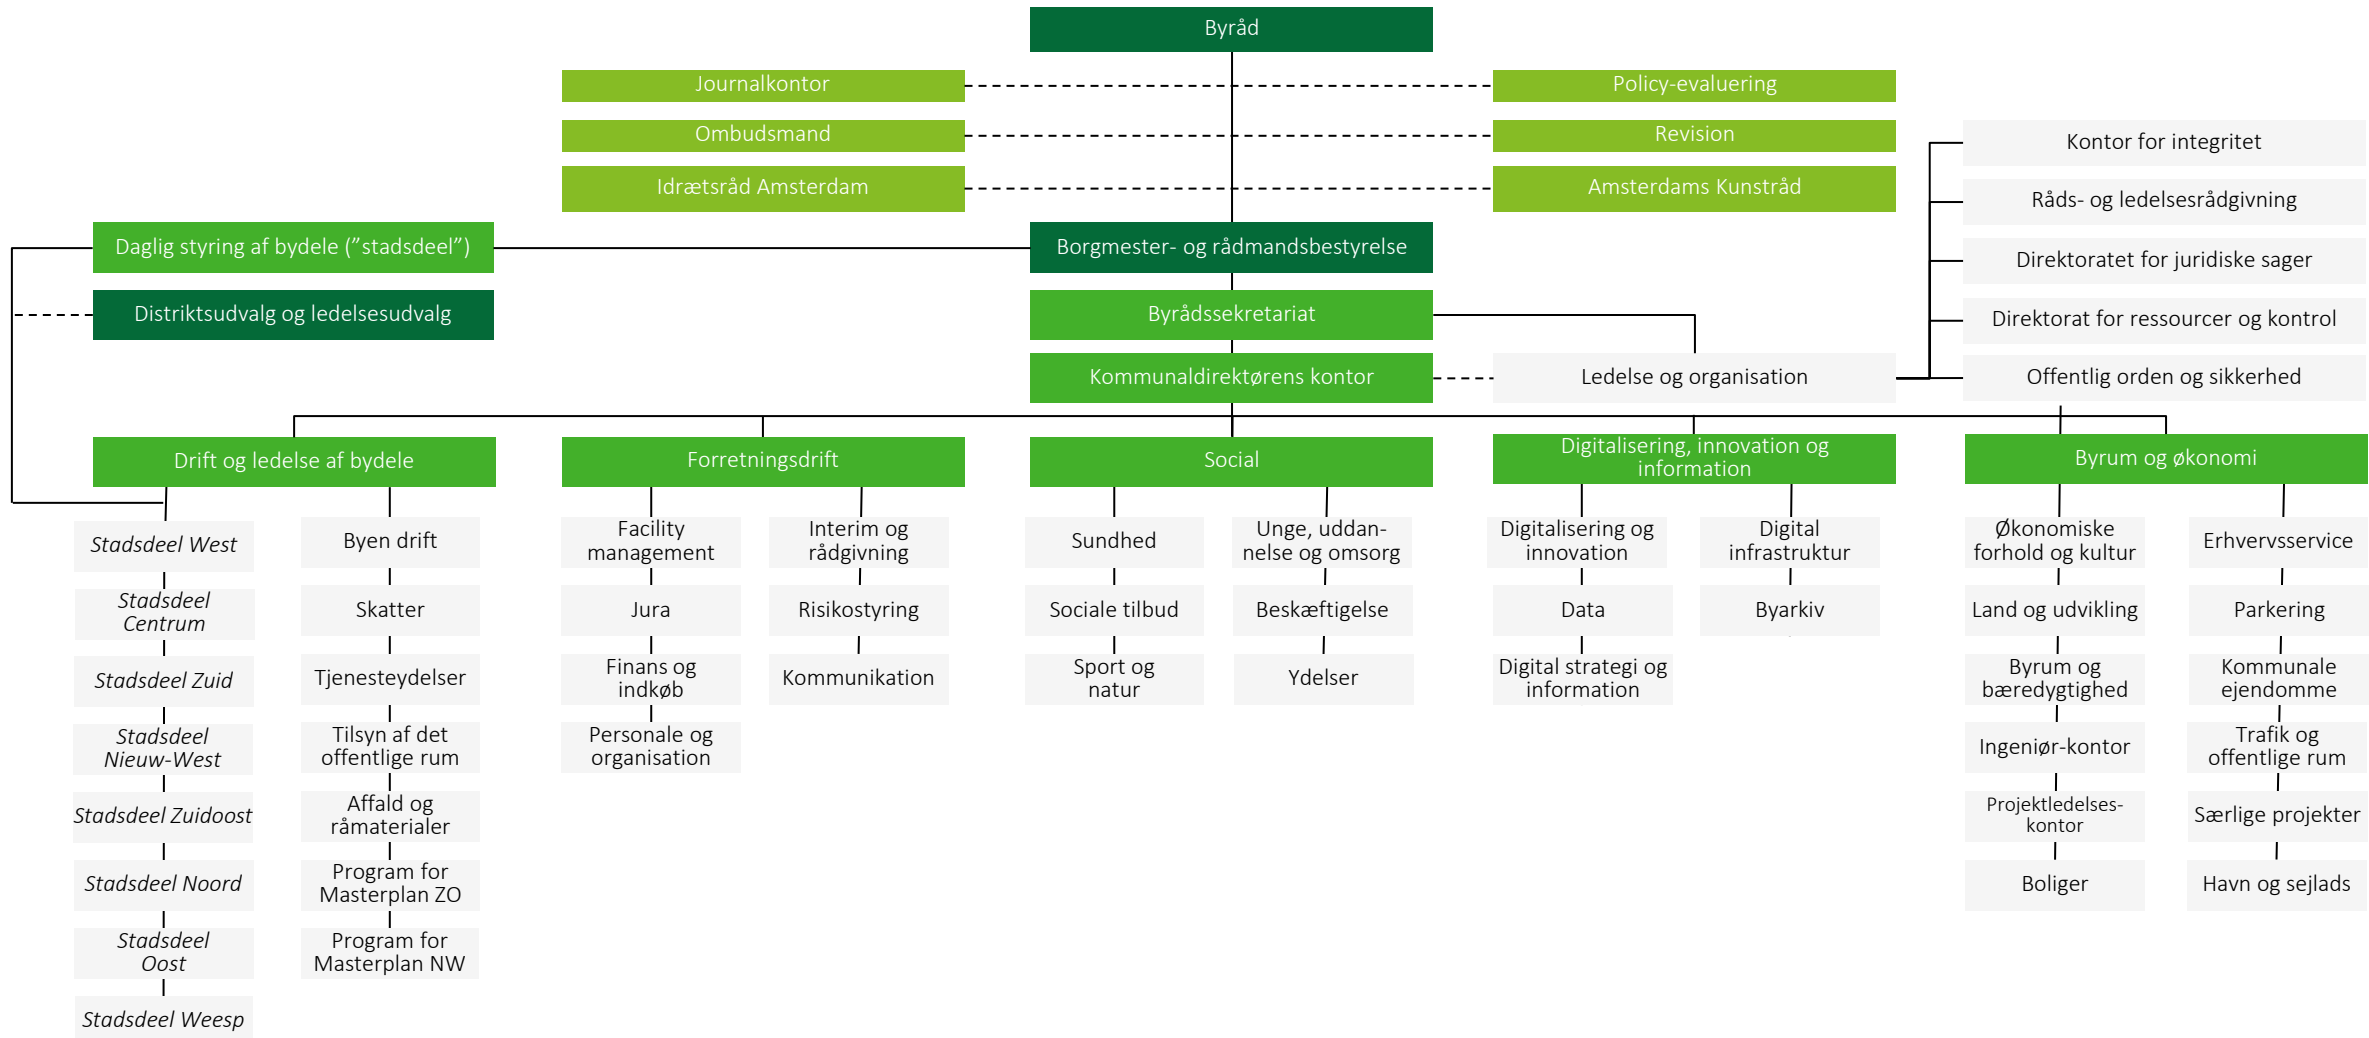 Byråd
Journalkontor
Policy-evaluering
Ombudsmand
Revision
Idrætsråd Amsterdam
Amsterdams Kunstråd
Kontor for integritet
Råds- og ledelsesrådgivning
Direktoratet for juridiske sager
Direktorat for ressourcer og kontrol
Offentlig orden og sikkerhed
Daglig styring af bydele (”stadsdeel”)
Borgmester- og rådmandsbestyrelse
Distriktsudvalg og ledelsesudvalg
Byrådssekretariat
Kommunaldirektørens kontor
Ledelse og organisation
Drift og ledelse af bydele
Forretningsdrift
Social
Digitalisering, innovation og
information
Byrum og økonomi
Stadsdeel West
Stadsdeel
Centrum
Stadsdeel Zuid
Stadsdeel
Nieuw-West
Stadsdeel Zuidoost
Stadsdeel Noord
Stadsdeel
Oost
Stadsdeel Weesp
Byen drift
Skatter
Tjenesteydelser
Tilsyn af det
offentlige rum
Affald og
råmaterialer
Program for
Masterplan ZO
Program for
Masterplan NW
Facility
management
Jura
Finans og
indkøb
Personale og
organisation
Interim og
rådgivning
Risikostyring
Kommunikation
Sundhed
Sociale tilbud
Sport og
natur
Unge, uddan-
nelse og omsorg
Beskæftigelse
Ydelser
Digitalisering og
innovation
Data
Digital strategi og
information
Digital
infrastruktur
Byarkiv
Økonomiske
forhold og kultur
Land og udvikling
Byrum og
bæredygtighed
Ingeniør-kontor
Projektledelses-
kontor
Boliger
Erhvervsservice
Parkering
Kommunale
ejendomme
Trafik og
offentlige rum
Særlige projekter
Havn og sejlads